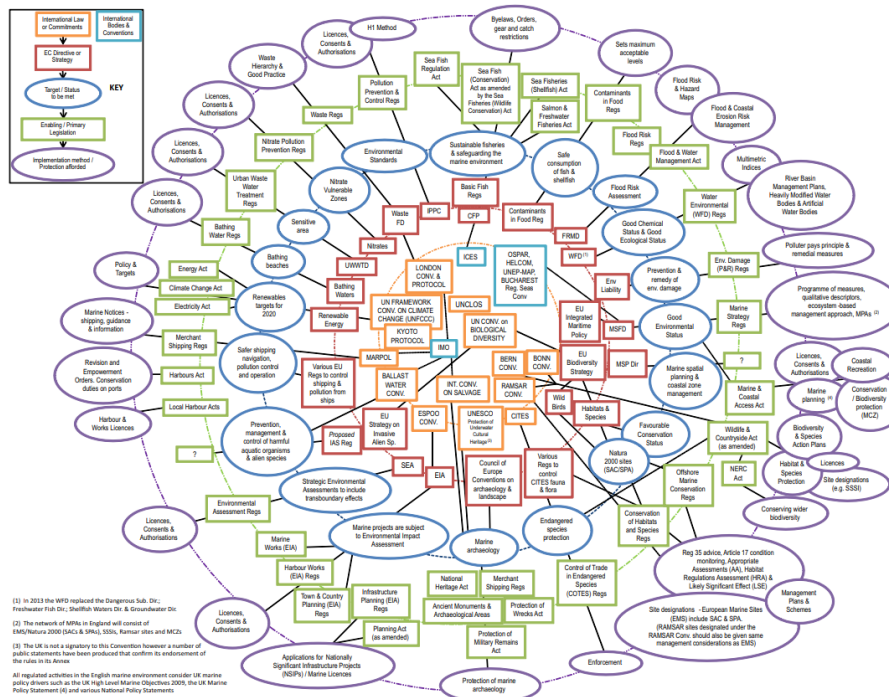 International Law
or
Commitments
International
Bodies &
Conventions
EC Directive or
Strategy
Target / Status
to be met
KEY
Enabling / Primary
Legislation
Implementation method /
Protection afforded
Licences,
Consents &
Authorisations
H1 Method
Byelaws, Orders,
gear and catch
restrictions
Sets maximum
acceptable
levels
Waste
Hierarchy &
Good Practice
Sea Fish
Regulation
Act
Sea Fish
(Conservation)
Act as amended by
the Sea
Fisheries (Wildlife
Conservation) Act
Sea Fisheries
(Shellfish) Act
Salmon &
Freshwater
Fisheries Act
Contaminants
in Food
Regs
Flood Risk
& Hazard
Maps
Pollution
Prevention &
Control Regs
Licences,
Consents &
Authorisations
Waste Regs
Flood Risk
Regs
Flood & Coastal
Erosion Risk
Management
Nitrate Pollution
Prevention Regs
Environmental
Standards
Sustainable fisheries
& safeguarding the
marine environment
Safe
consumption
of fish &
shellfish
Flood & Water
Management Act
Multimetric
Indices
Licences,
Consents &
Authorisations
Urban Waste
Water
Treatment
Regs
Nitrate
Vulnerable
Zones
Basic Fish
Regs
Flood Risk
Assessment
Water
Environmental
(WFD) Regs
River Basin
Management Plans,
Heavily Modified Water
Bodies & Artificial
Water Bodies
Licences,
Consents &
Authorisations
Waste
FD
IPPC
CFP
Contaminants
in Food Reg
Good Chemical
Status & Good
Ecological Status
Bathing
Water Regs
Sensitive
area
Nitrates
FRMD
WFD (1)
Polluter pays principle &
remedial measures
Bathing
beaches
UWWTD
LONDON
CONV. &
PROTOCOL
ICES
OSPAR,
HELCOM,
UNEP-MAP,
BUCHAREST
Reg. Seas
Conv
Prevention &
remedy of
env. damage
Env. Damage
(P&R) Regs
Policy &
Targets
Energy Act
Climate Change Act
Electricity Act
Renewables
targets for
2020
Bathing
Waters
Env
Liability
Programme of measures,
qualitative descriptors,
ecosystem-based
management approach, MPAs (2)
Renewable
Energy
UN FRAMEWORK
CONV. ON CLIMATE
CHANGE (UNFCCC)
UNCLOS
EU
Integrated
Maritime
Policy
MSFD
Good
Environmental
Status
Marine
Strategy
Regs
Marine Notices -
shipping, guidance
& information
Merchant
Shipping Regs
KYOTO
PROTOCOL
UN CONV. on
BIOLOGICAL
DIVERSITY
IMO
Safer shipping
navigation,
pollution control
and operation
MARPOL
BERN
CONV.
BONN
CONV.
EU
Biodiversity
Strategy
MSP Dir
Marine spatial
planning &
coastal zone
management
?
Licences,
Consents &
Authorisations
Coastal
Recreation
Revision and
Empowerment
Orders. Conservation
duties on ports
Harbours Act
Various EU
Regs to control
shipping &
pollution from
ships
BALLAST
WATER
CONV.
INT. CONV.
ON
SALVAGE
RAMSAR
CONV.
Marine
planning (4)
Conservation
/ Biodiversity
protection
(MCZ)
Marine &
Coastal
Access Act
Harbour &
Works Licences
Local Harbour Acts
Prevention,
management &
control of harmful
aquatic organisms
& alien species
Proposed
IAS Reg
EU
Strategy on
Invasive
Alien Sp.
ESPOO
CONV.
UNESCO
Protection of
Underwater
Cultural
Heritage (3)
CITES
Wild
Birds
Habitats &
Species
Favourable
Conservation
Status
Wildlife &
Countryside Act
(as amended)
Biodiversity
& Species
Action Plans
?
SEA
EIA
Council of
Europe
Conventions on
archaeology &
landscape
Various
Regs to
control
CITES fauna
& flora
Natura
2000 sites
(SAC/SPA)
NERC
Act
Habitat &
Species
Protection
Licences
Site designations
(e.g. SSSI)
Strategic Environmental
Assessments to include
transboundary effects
Offshore
Marine
Conservation
Regs
Environmental
Assessment Regs
Conserving wider
biodiversity
Licences,
Consents &
Authorisations
Marine projects are subject
to Environmental Impact
Assessment
Marine
archaeology
Endangered
species
protection
Conservation
of Habitats
and Species
Regs
Marine
Works (EIA)
Reg 35 advice, Article 17 condition
monitoring, Appropriate
Assessments (AA), Habitat
Regulations Assessment (HRA) &
Likely Significant Effect (LSE)
Harbour Works
(EIA) Regs
National
Heritage Act
Merchant
Shipping Regs
Control of Trade
in Endangered
Species
(COTES) Regs
Management
Plans &
Schemes
Town & Country
Planning (EIA)
Regs
Infrastructure
Planning (EIA)
Regs
Ancient Monuments &
Archaeological Areas
Protection of
Wrecks Act
Licences,
Consents &
Authorisations
Planning Act
(as amended)
Protection of
Military Remains
Act
Site designations - European Marine Sites
(EMS) include SAC & SPA.
(RAMSAR sites designated under the
RAMSAR Conv. should also be given same
management considerations as EMS)
Applications for Nationally
Significant Infrastructure Projects
(NSIPs) / Marine Licences
Protection of marine
archaeology
Enforcement
(1) In 2013 the WFD replaced the Dangerous Sub. Dir.;
Freshwater Fish Dir.; Shellfish Waters Dir. & Groundwater Dir.
(2) The network of MPAs in England will consist of
EMS/Natura 2000 (SACs & SPAs), SSSIs, Ramsar sites and MCZs
(3) The UK is not a signatory to this Convention however a number of
public statements have been produced that confirm its endorsement of
the rules in its Annex
All regulated activities in the English marine environment consider UK marine
policy drivers such as the UK High Level Marine Objectives 2009, the UK Marine
Policy Statement (4) and various National Policy Statements